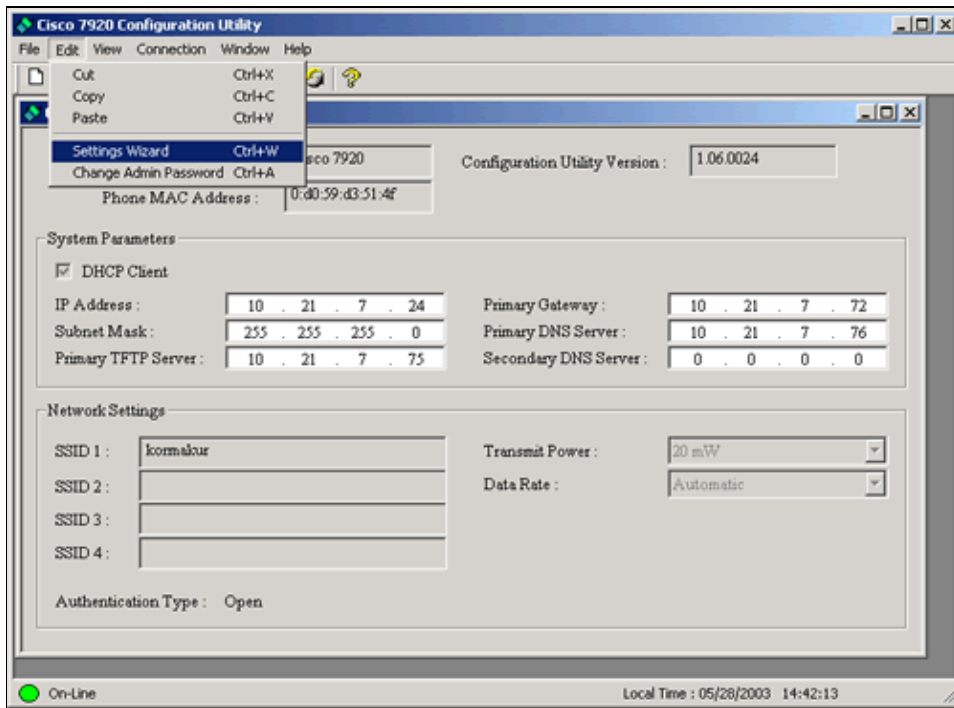 Cisco 7920 Configuration Utility
File Edit View Connection Window Help
Cut Ctrl+X
Copy Ctrl+C
Paste Ctrl+V
Settings Wizard Ctrl+W
Change Admin Password Ctrl+A
7920
Configuration Utility Version : 1.06.0024
Phone MAC Address : 0:d0:59:d3:51:4f
System Parameters
DHCP Client
IP Address : 10 . 21 . 7 . 24
Primary Gateway : 10 . 21 . 7 . 72
Subnet Mask : 255 . 255 . 255 . 0
Primary DNS Server : 10 . 21 . 7 . 76
Primary TFTP Server : 10 . 21 . 7 . 75
Secondary DNS Server : 0 . 0 . 0 . 0
Network Settings
SSID 1 : kormakur
Transmit Power : 20 mW
SSID 2 :
Data Rate : Automatic
SSID 3 :
SSID 4 :
Authentication Type : Open
On-Line
Local Time : 05/28/2003 14:42:13